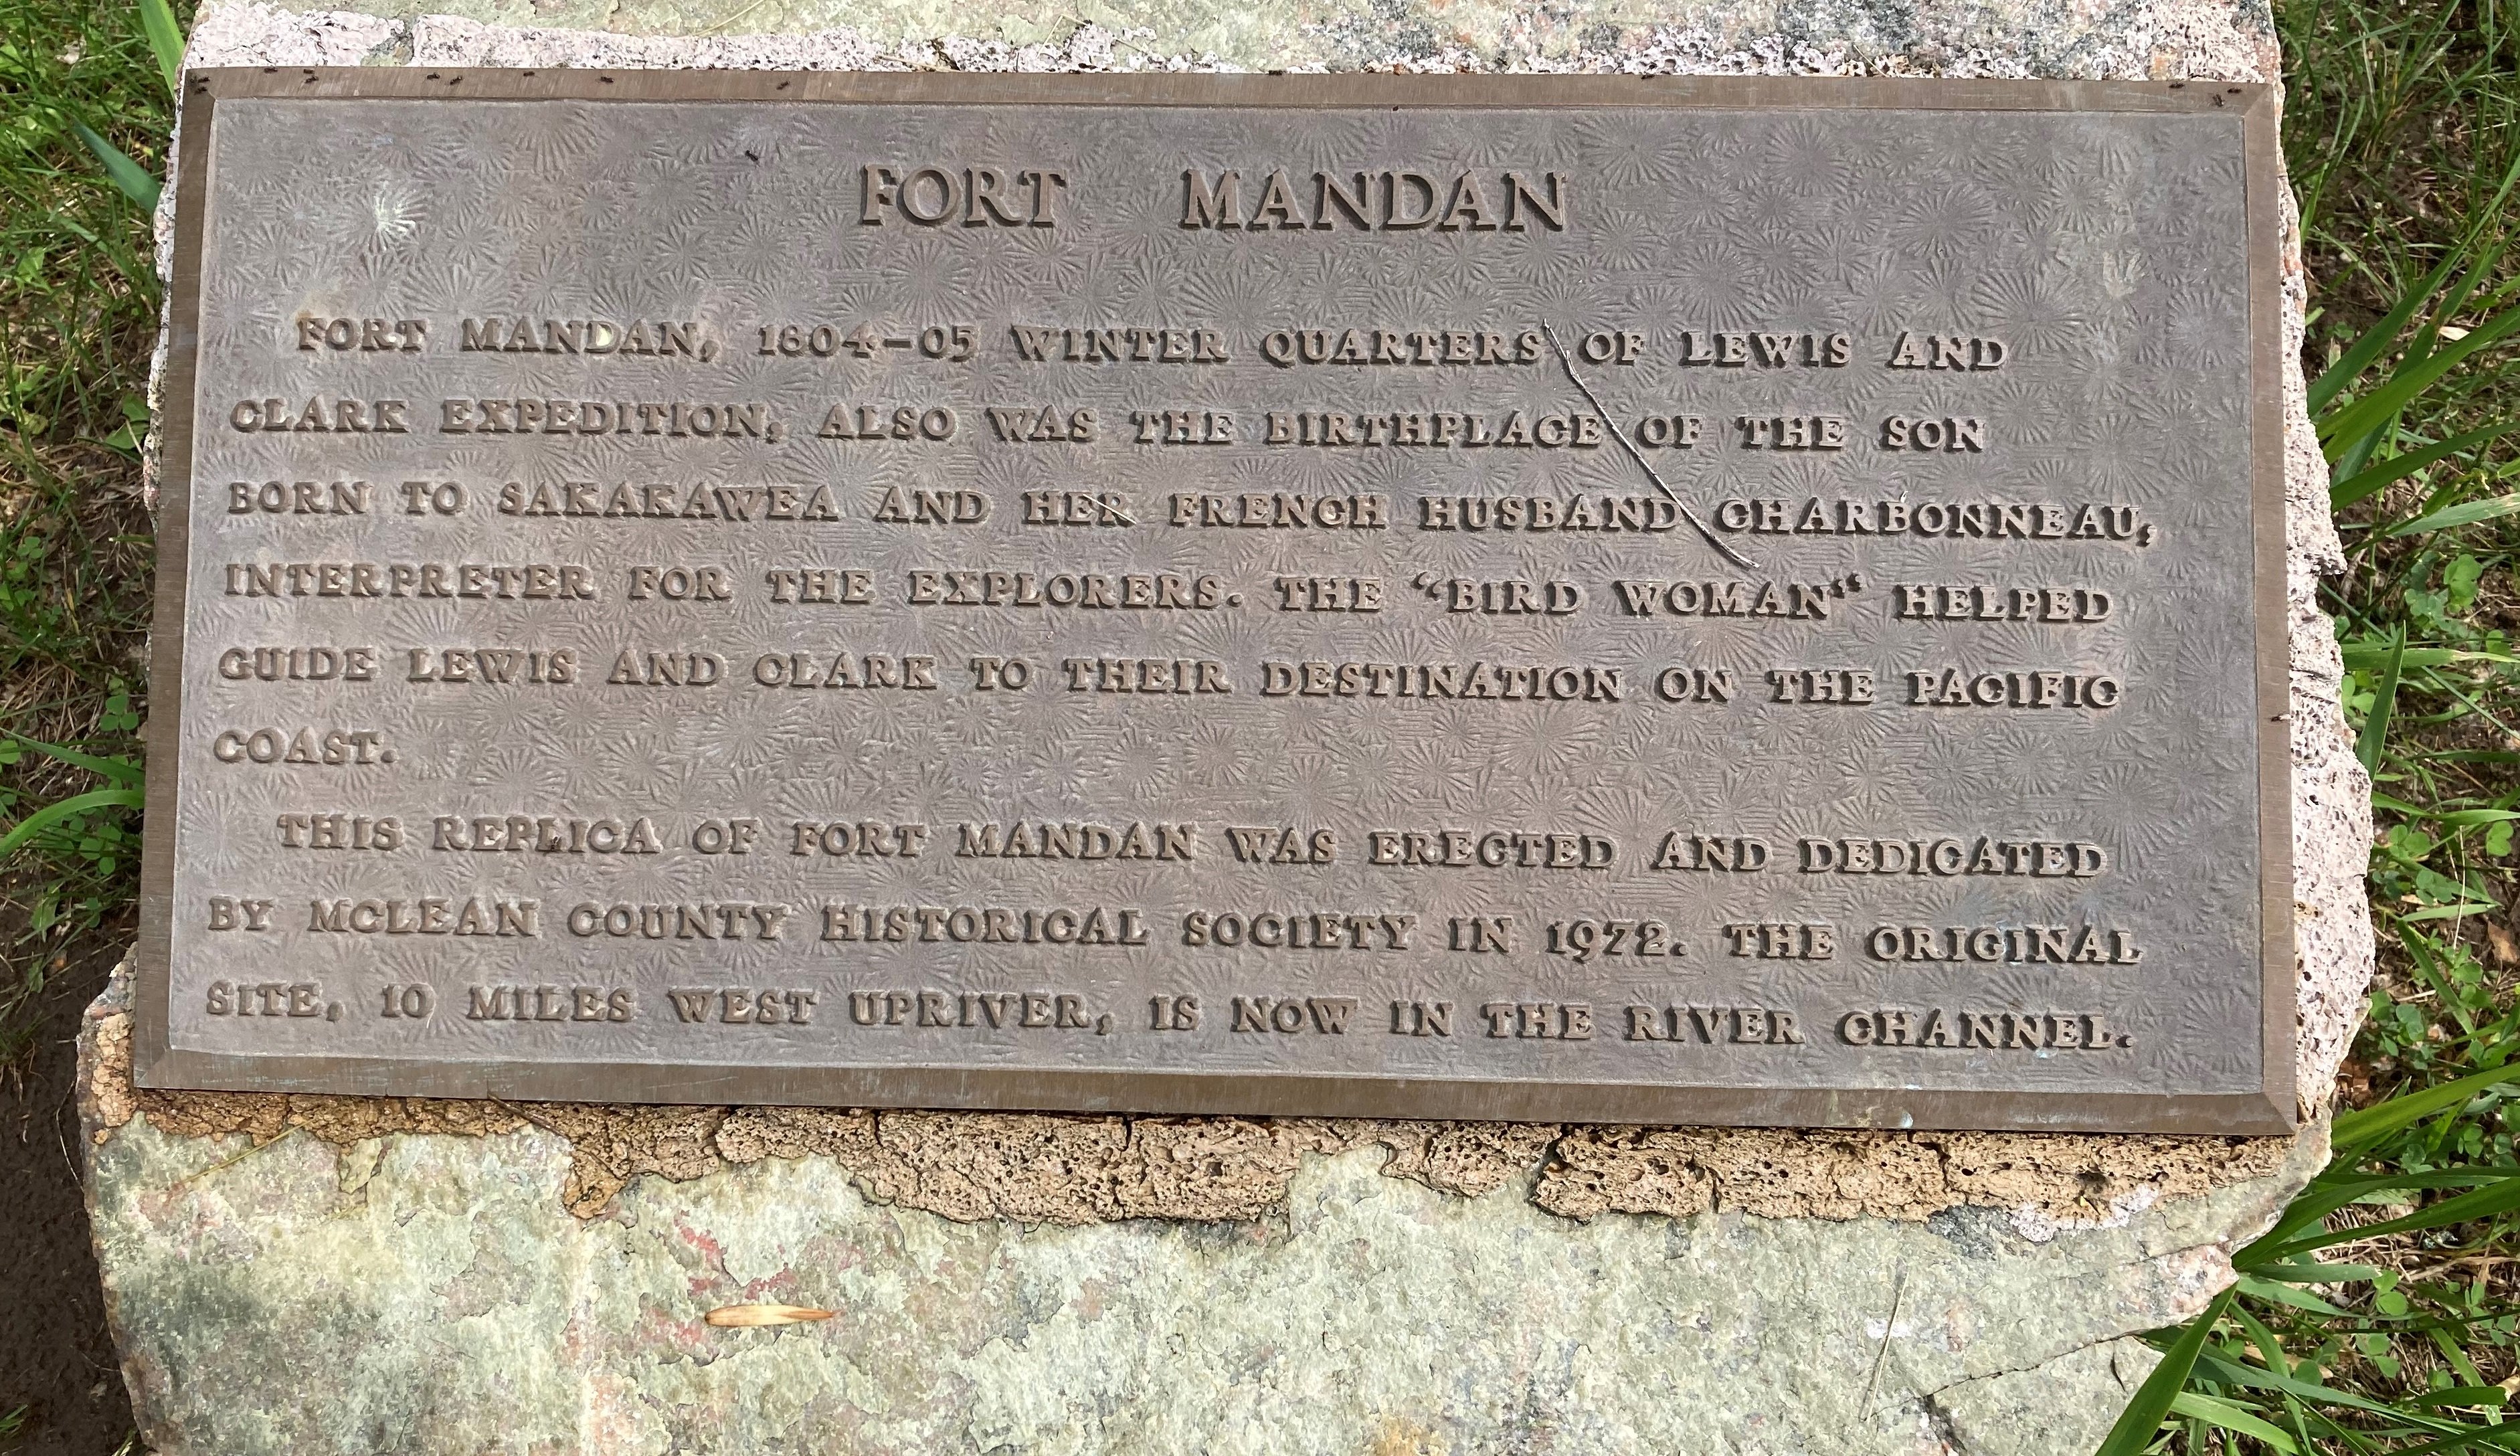 FORT MANDAN
FORT MANDAN, 1804-05 WINTER QUARTERS OF LEWIS AND
CLARK EXPEDITION, ALSO WAS THE BIRTHPLACE OF THE SON
BORN TO SAKAKAWEA AND HER FRENCH HUSBAND CHARBONNEAU,
INTERPRETER FOR THE EXPLORERS. THE “BIRD WOMAN“ HELPED
GUIDE LEWIS AND CLARK TO THEIR DESTINATION ON THE PACIFIC
COAST.
THIS REPLICA OF FORT MANDAN WAS ERECTED AND DEDICATED
BY MCLEAN COUNTY HISTORICAL SOCIETY IN 1972. THE ORIGINAL
SITE, 10 MILES WEST UPRIVER, IS NOW IN THE RIVER CHANNEL.